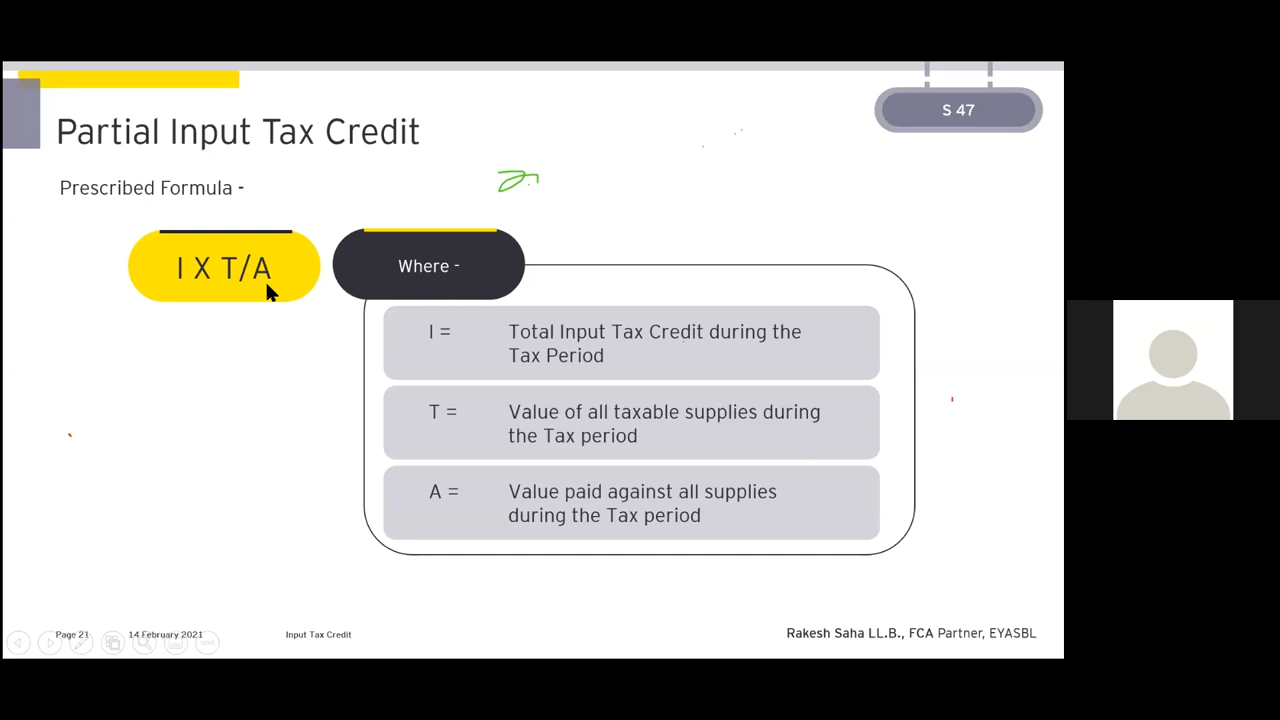 S 47
Partial Input Tax Credit
Prescribed Formula -
I X T/A
Where -
I = Total Input Tax Credit during the
Tax Period
T = Value of all taxable supplies during
the Tax period
A = Value paid against all supplies
during the Tax period
Page 21 14 February 2021 Input Tax Credit
Rakesh Saha LL.B., FCA Partner, EYASBL